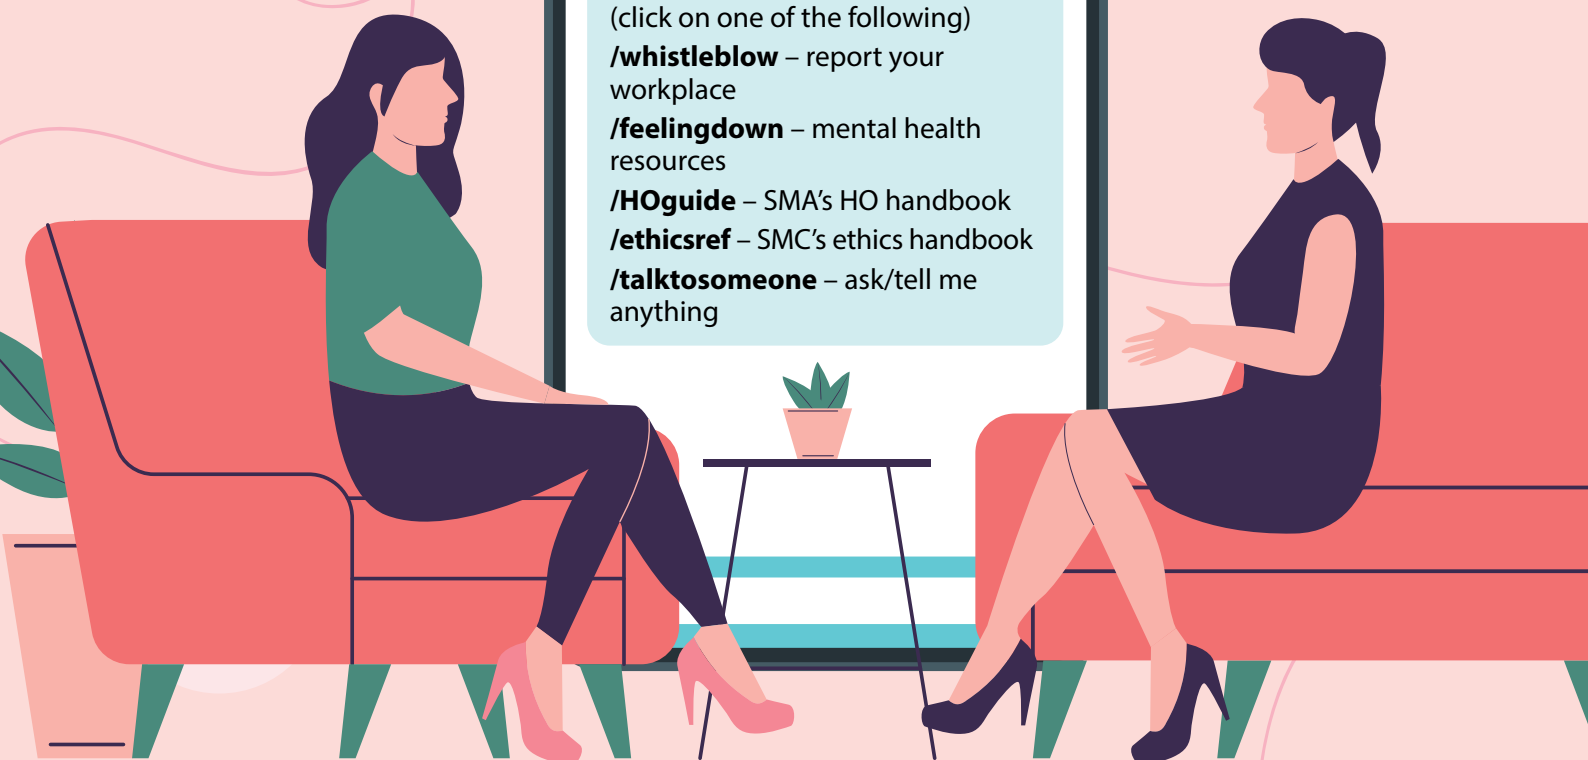 (click on one of the following)
/whistleblow – report your
workplace
/feelingdown – mental health
resources
/HOguide – SMA’s HO handbook
/ethicsref – SMC’s ethics handbook
/talktosomeone – ask/tell me
anything